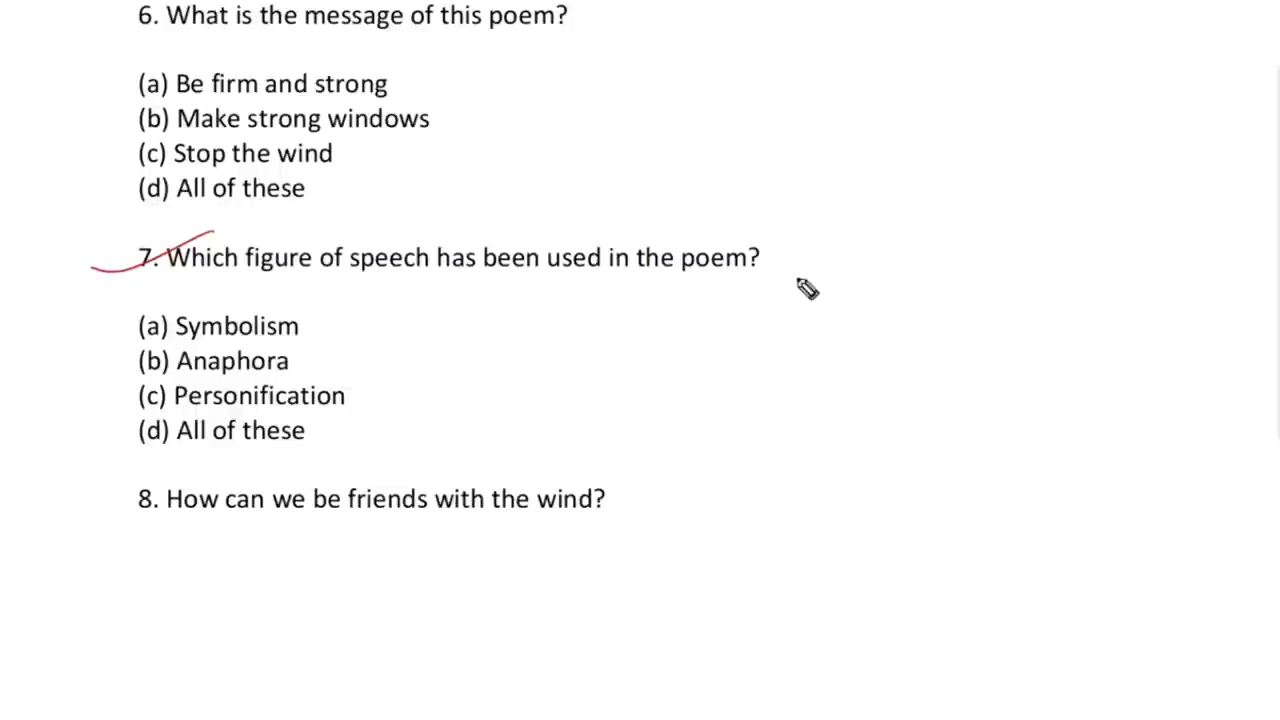 6. What is the message of this poem?
(a) Be firm and strong
(b) Make strong windows
(c) Stop the wind
(d) All of these
7. Which figure of speech has been used in the poem?
(a) Symbolism
(b) Anaphora
(c) Personification
(d) All of these
8. How can we be friends with the wind?